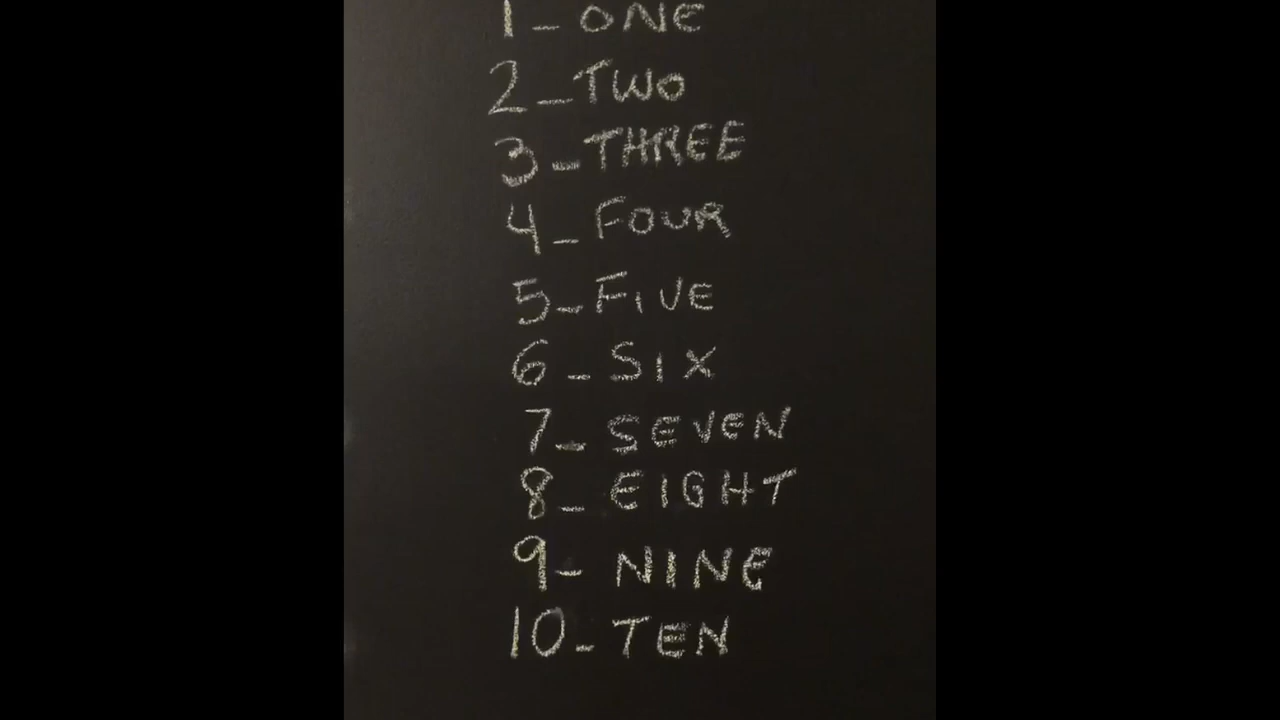 1_ONE
2_TWO
3_THREE
4_FOUR
5_FIVE
6_SIX
7_SEVEN
8_EIGHT
9_NINE
10_TEN